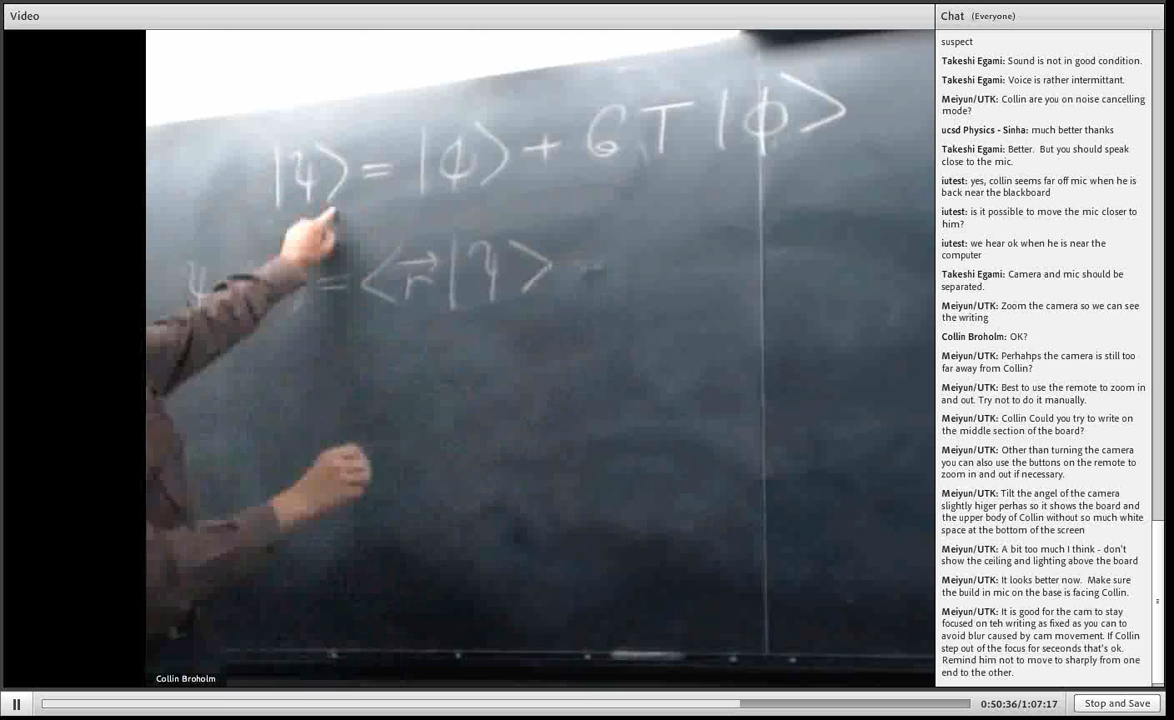 Video
|ψ⟩ = |ϕ⟩ + G T |ϕ⟩
= ⟨r⃗|ψ⟩
Collin Broholm
Chat (Everyone)
suspect
Takeshi Egami: Sound is not in good condition.
Takeshi Egami: Voice is rather intermittant.
Meiyun/UTK: Collin are you on noise cancelling
mode?
ucsd Physics - Sinha: much better thanks
Takeshi Egami: Better. But you should speak
close to the mic.
iutest: yes, collin seems far off mic when he is
back near the blackboard
iutest: is it possible to move the mic closer to
him?
iutest: we hear ok when he is near the
computer
Takeshi Egami: Camera and mic should be
separated.
Meiyun/UTK: Zoom the camera so we can see
the writing
Collin Broholm: OK?
Meiyun/UTK: Perhahps the camera is still too
far away from Collin?
Meiyun/UTK: Best to use the remote to zoom in
and out. Try not to do it manually.
Meiyun/UTK: Collin Could you try to write on
the middle section of the board?
Meiyun/UTK: Other than turning the camera
you can also use the buttons on the remote to
zoom in and out if necessary.
Meiyun/UTK: Tilt the angel of the camera
slightly higer perhas so it shows the board and
the upper body of Collin without so much white
space at the bottom of the screen
Meiyun/UTK: A bit too much I think - don't
show the ceiling and lighting above the board
Meiyun/UTK: It looks better now. Make sure
the build in mic on the base is facing Collin.
Meiyun/UTK: It is good for the cam to stay
focused on teh writing as fixed as you can to
avoid blur caused by cam movement. If Collin
step out of the focus for seceonds that's ok.
Remind him not to move to sharply from one
end to the other.
0:50:36/1:07:17
Stop and Save